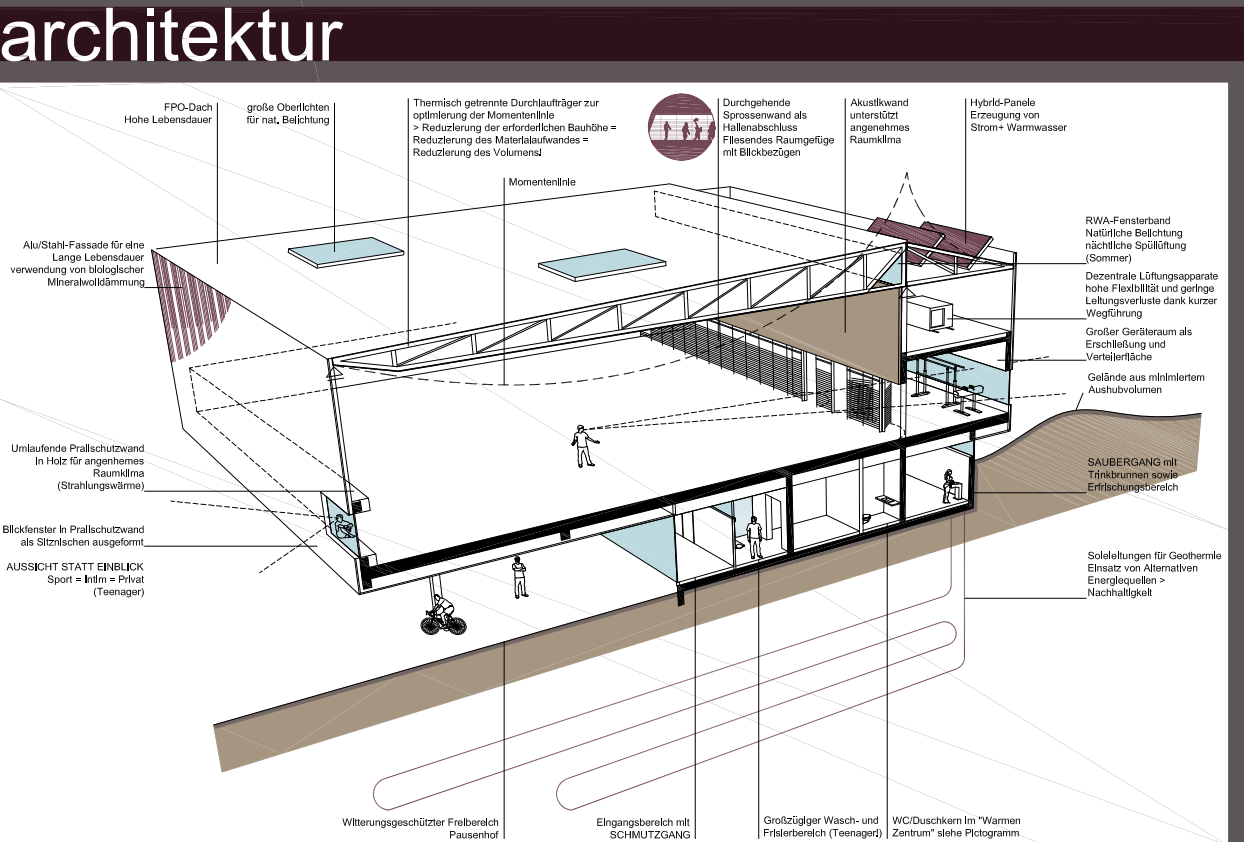 architektur
FPO-Dach
Hohe Lebensdauer
große Oberlichten
für nat. Belichtung
Thermisch getrennte Durchlaufträger zur
optimierung der Momentenlinie
> Reduzierung der erforderlichen Bauhöhe =
Reduzierung des Materialaufwandes =
Reduzierung des Volumens!
Durchgehende
Sprossenwand als
Hallenabschluss
Fliesendes Raumgefüge
mit Blickbezügen
Akustikwand
unterstützt
angenehmes
Raumklima
Hybrid-Panele
Erzeugung von
Strom+ Warmwasser
Momentenlinie
Alu/Stahl-Fassade für eine
Lange Lebensdauer
verwendung von biologischer
Mineralwolldämmung
RWA-Fensterband
Natürliche Belichtung
nächtliche Spüllüftung
(Sommer)
Dezentrale Lüftungsapparate
hohe Flexibilität und geringe
Leitungsverluste dank kurzer
Wegführung
Großer Geräteraum als
Erschließung und
Verteilerfläche
Gelände aus minimiertem
Aushubvolumen
Umlaufende Prallschutzwand
in Holz für angenhemes
Raumklima
(Strahlungswärme)
SAUBERGANG mit
Trinkbrunnen sowie
Erfrischungsbereich
Blickfenster in Prallschutzwand
als Sitznischen ausgeformt
AUSSICHT STATT EINBLICK
Sport = Intim = Privat
(Teenager)
Soleleitungen für Geothermie
Einsatz von Alternativen
Energiequellen >
Nachhaltigkeit
Witterungsgeschützter Freibereich
Pausenhof
Eingangsbereich mit
SCHMUTZGANG
Großzügiger Wasch- und
Frisierbereich (Teenager!)
WC/Duschkern im "Warmen
Zentrum" siehe Pictogramm